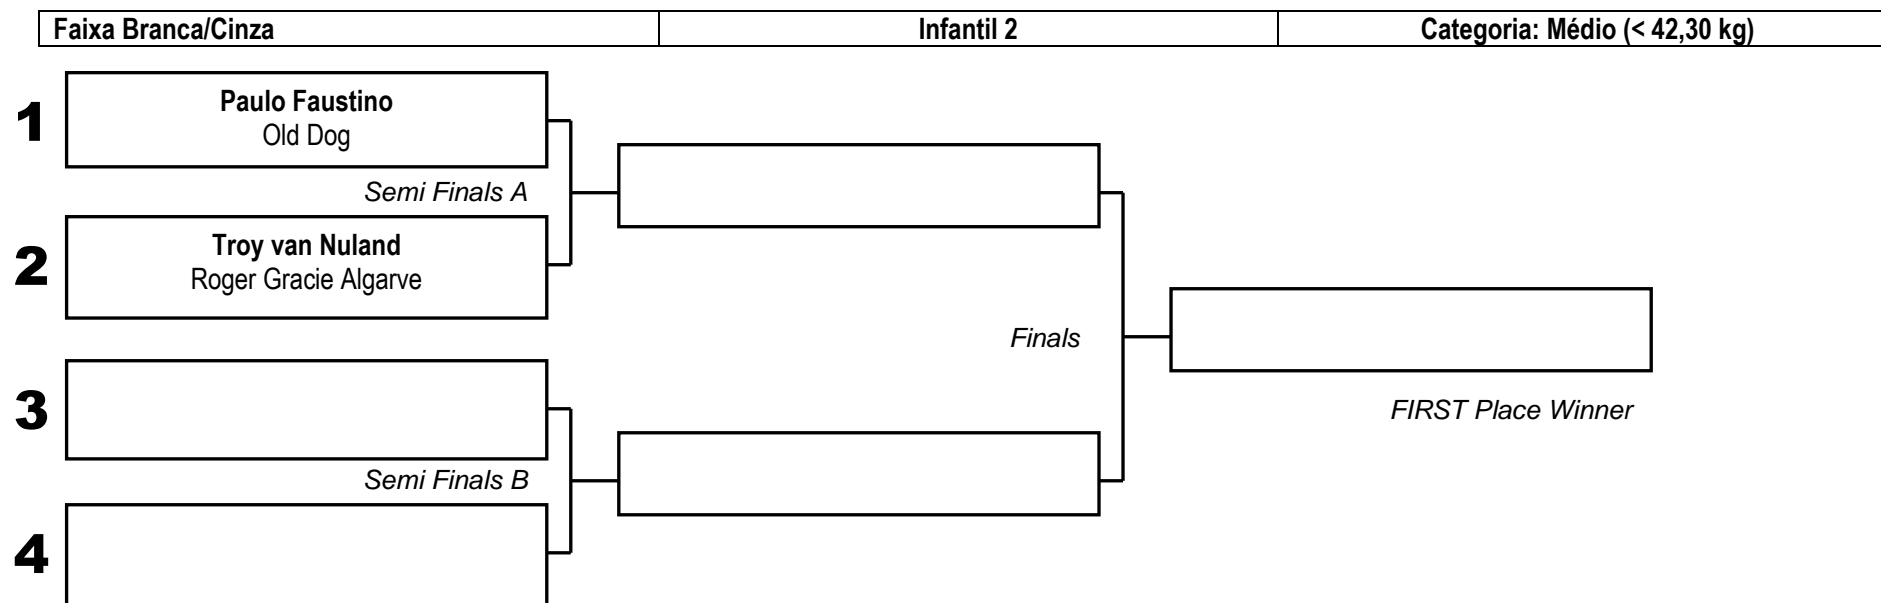 Faixa Branca/Cinza
Infantil 2
Categoria: Médio (< 42,30 kg)
1
Paulo Faustino
Old Dog
Semi Finals A
2
Troy van Nuland
Roger Gracie Algarve
Finals
3
FIRST Place Winner
Semi Finals B
4